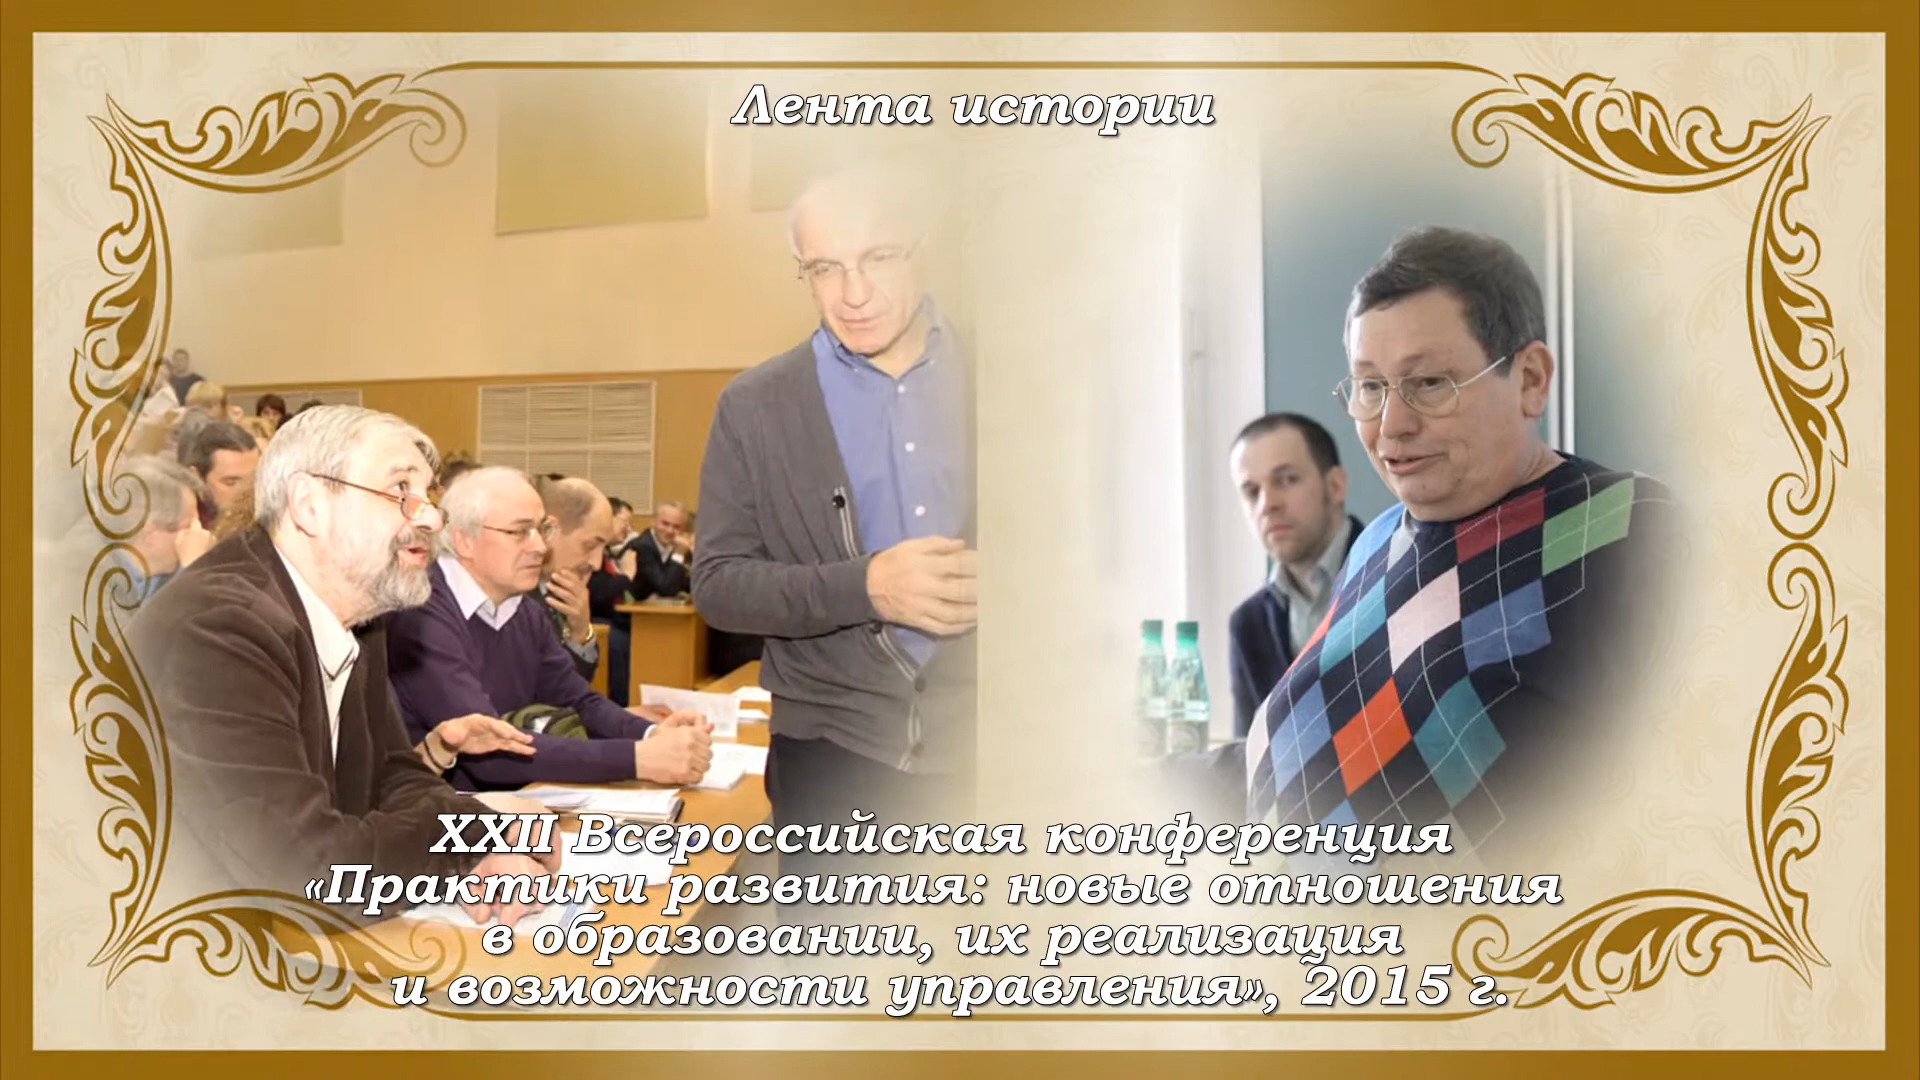 Лента истории
XXII Всероссийская конференция
«Практики развития: новые отношения
в образовании, их реализация
и возможности управления», 2015 г.